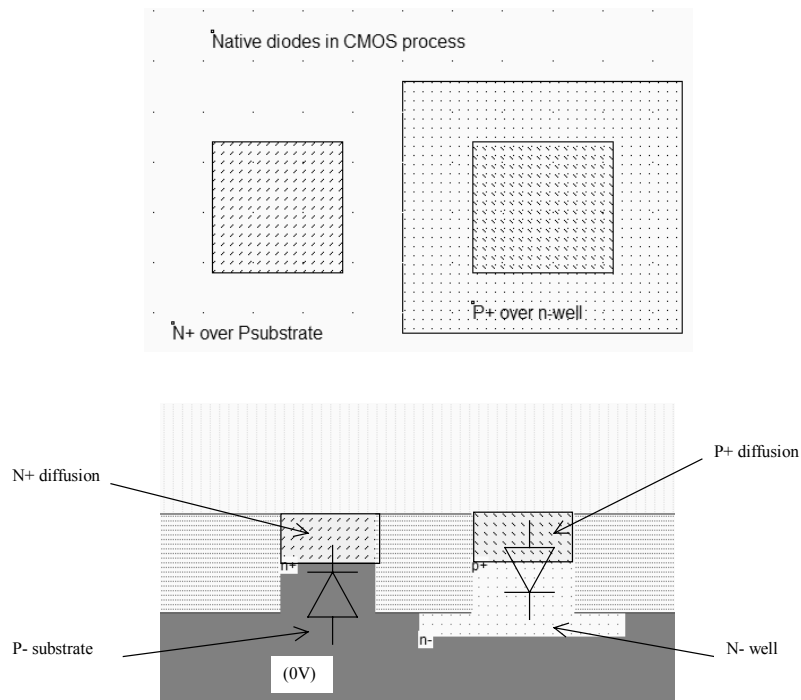 Native diodes in CMOS process
N+ over Psubstrate
P+ over n-well
N+ diffusion
P+ diffusion
n+
p+
P- substrate
N- well
n-
(0V)